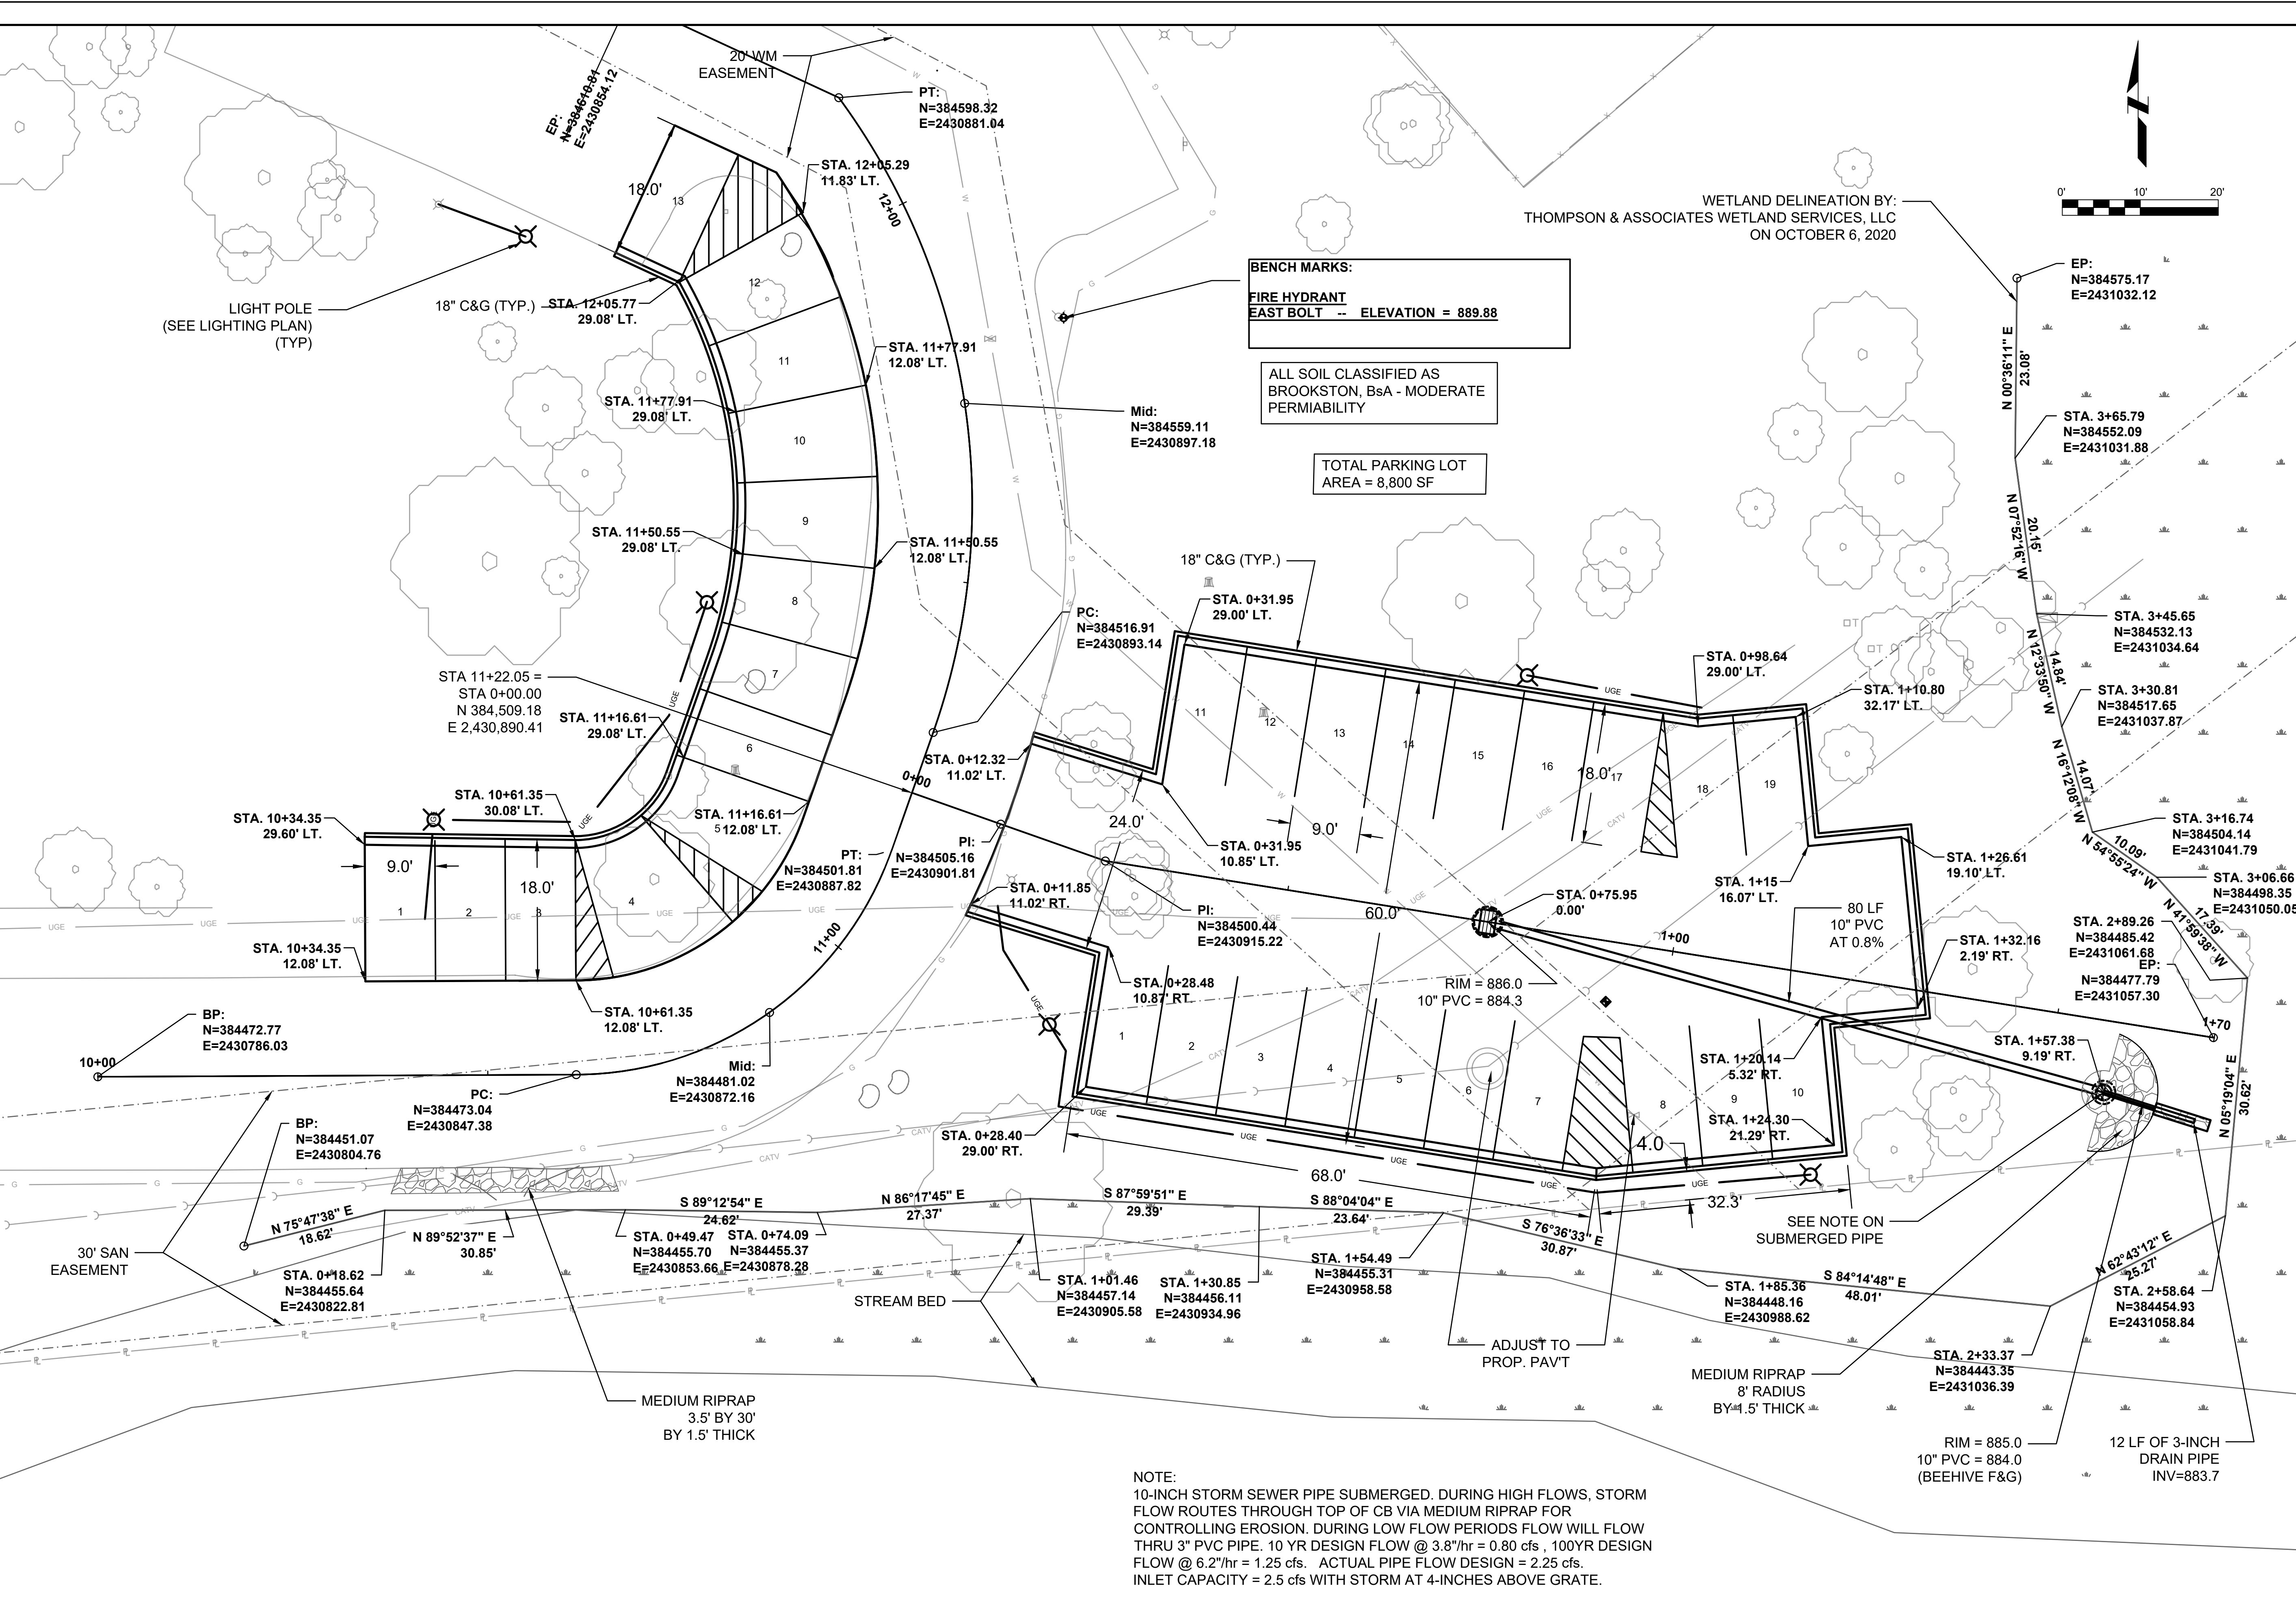 20' WM
EASEMENT
EP:
N=384610.81
E=2430854.12
PT:
N=384598.32
E=2430881.04
0' 10' 20'
STA. 12+05.29
11.83' LT.
18.0'
13
12+00
WETLAND DELINEATION BY:
THOMPSON & ASSOCIATES WETLAND SERVICES, LLC
ON OCTOBER 6, 2020
EP:
N=384575.17
E=2431032.12
BENCH MARKS:
FIRE HYDRANT
EAST BOLT -- ELEVATION = 889.88
LIGHT POLE
(SEE LIGHTING PLAN)
(TYP)
18" C&G (TYP.)
STA. 12+05.77
29.08' LT.
12
STA. 11+77.91
12.08' LT.
11
ALL SOIL CLASSIFIED AS
BROOKSTON, BsA - MODERATE
PERMIABILITY
N 00°36'11" E
23.08'
STA. 11+77.91
29.08' LT.
Mid:
N=384559.11
E=2430897.18
STA. 3+65.79
N=384552.09
E=2431031.88
10
TOTAL PARKING LOT
AREA = 8,800 SF
9
STA. 11+50.55
29.08' LT.
STA. 11+50.55
12.08' LT.
N 07°52'16" W
20.15'
18" C&G (TYP.)
8
STA. 0+31.95
29.00' LT.
PC:
N=384516.91
E=2430893.14
STA. 3+45.65
N=384532.13
E=2431034.64
N 12°33'50" W
14.84'
STA. 0+98.64
29.00' LT.
STA 11+22.05 =
STA 0+00.00
N 384,509.18
E 2,430,890.41
7
UGE
STA. 1+10.80
32.17' LT.
STA. 3+30.81
N=384517.65
E=2431037.87
STA. 11+16.61
29.08' LT.
6
11
12
13
14
15
16
18.0'
17
18
19
STA. 0+12.32
11.02' LT.
0+00
N 16°12'08" W
14.07'
STA. 10+61.35
30.08' LT.
STA. 11+16.61
12.08' LT.
5
STA. 10+34.35
29.60' LT.
UGE
24.0'
9.0'
STA. 3+16.74
N=384504.14
E=2431041.79
N 54°55'24" W
10.09'
STA. 0+31.95
10.85' LT.
PI:
N=384505.16
E=2430901.81
PT:
N=384501.81
E=2430887.82
9.0'
18.0'
STA. 1+26.61
19.10' LT.
STA. 1+15
16.07' LT.
STA. 3+06.66
N=384498.35
E=2431050.05
1
2
3
4
STA. 0+11.85
11.02' RT.
PI:
N=384500.44
E=2430915.22
60.0'
STA. 0+75.95
0.00'
80 LF
10" PVC
AT 0.8%
N 41°59'38" W
17.39'
STA. 2+89.26
N=384485.42
E=2431061.68
STA. 10+34.35
12.08' LT.
11+00
1+00
STA. 1+32.16
2.19' RT.
EP:
N=384477.79
E=2431057.30
STA. 0+28.48
10.87' RT.
RIM = 886.0
10" PVC = 884.3
STA. 10+61.35
12.08' LT.
BP:
N=384472.77
E=2430786.03
10+00
1+70
STA. 1+57.38
9.19' RT.
1
2
3
4
5
6
7
8
9
10
STA. 1+20.14
5.32' RT.
Mid:
N=384481.02
E=2430872.16
PC:
N=384473.04
E=2430847.38
BP:
N=384451.07
E=2430804.76
N 05°19'04" E
30.62'
STA. 1+24.30
21.29' RT.
STA. 0+28.40
29.00' RT.
4.0
68.0'
32.3'
UGE
CATV
N 75°47'38" E
18.62'
N 89°52'37" E
30.85'
S 89°12'54" E
24.62'
N 86°17'45" E
27.37'
S 87°59'51" E
29.39'
S 88°04'04" E
23.64'
S 76°36'33" E
30.87'
S 84°14'48" E
48.01'
N 62°43'12" E
25.27'
SEE NOTE ON
SUBMERGED PIPE
30' SAN
EASEMENT
STA. 0+18.62
N=384455.64
E=2430822.81
STA. 0+49.47
N=384455.70
E=2430853.66
STA. 0+74.09
N=384455.37
E=2430878.28
STREAM BED
STA. 1+01.46
N=384457.14
E=2430905.58
STA. 1+30.85
N=384456.11
E=2430934.96
STA. 1+54.49
N=384455.31
E=2430958.58
STA. 1+85.36
N=384448.16
E=2430988.62
STA. 2+58.64
N=384454.93
E=2431058.84
ADJUST TO
PROP. PAV'T
STA. 2+33.37
N=384443.35
E=2431036.39
MEDIUM RIPRAP
3.5' BY 30'
BY 1.5' THICK
MEDIUM RIPRAP
8' RADIUS
BY 1.5' THICK
RIM = 885.0
10" PVC = 884.0
(BEEHIVE F&G)
12 LF OF 3-INCH
DRAIN PIPE
INV=883.7
NOTE:
10-INCH STORM SEWER PIPE SUBMERGED. DURING HIGH FLOWS, STORM
FLOW ROUTES THROUGH TOP OF CB VIA MEDIUM RIPRAP FOR
CONTROLLING EROSION. DURING LOW FLOW PERIODS FLOW WILL FLOW
THRU 3" PVC PIPE. 10 YR DESIGN FLOW @ 3.8"/hr = 0.80 cfs , 100YR DESIGN
FLOW @ 6.2"/hr = 1.25 cfs. ACTUAL PIPE FLOW DESIGN = 2.25 cfs.
INLET CAPACITY = 2.5 cfs WITH STORM AT 4-INCHES ABOVE GRATE.